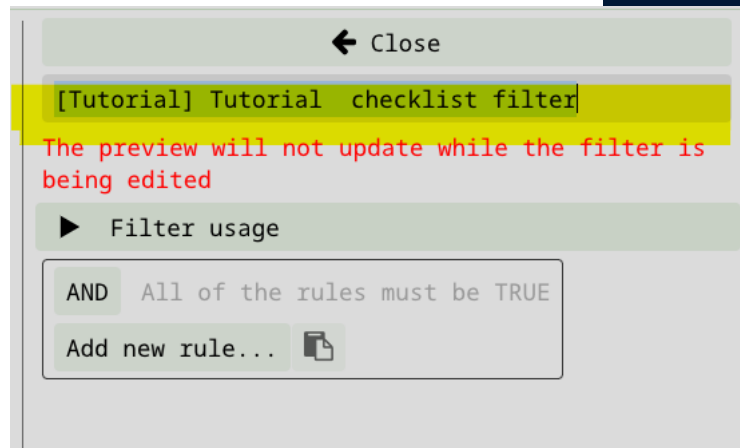 Close
[Tutorial] Tutorial  checklist filter
The preview will not update while the filter is
being edited
Filter usage
AND All of the rules must be TRUE
Add new rule...